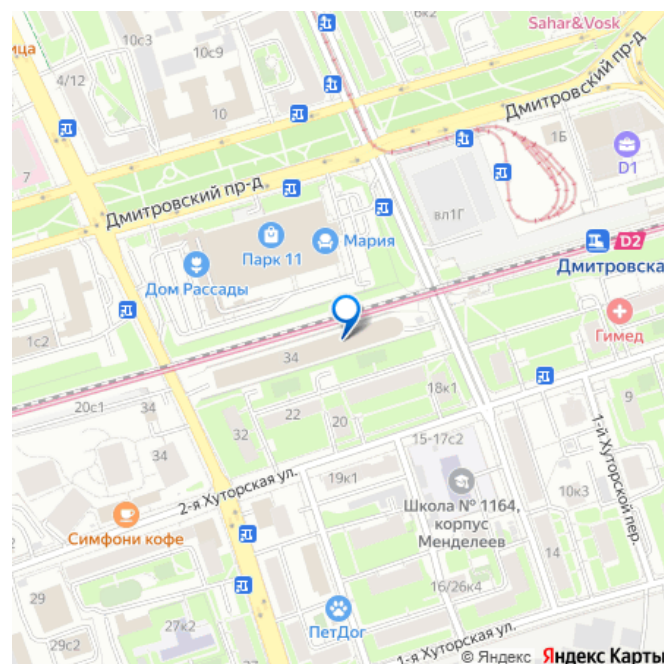 Sahar&Vosk
6к2
10с3
ица
10с9
4/12
10
Дмитровский пр-д
1Б
7
D1
вл1Г
Дмитровский пр-д
D2
Парк 11
Мария
Дмитровска
Дом Рассады
1с2
Гимед
34
18к1
20с1
34
22
20
9
32
15-17с2
34
1-й Хуторской пер.
19к1
2-я Хуторская ул.
Школа № 1164,
корпус
Менделеев
10к3
Симфони кофе
14
16/26к4
29
27к2
ПетДог
29с2
1-я Хуторская ул.
© Яндекс Яндекс Карты